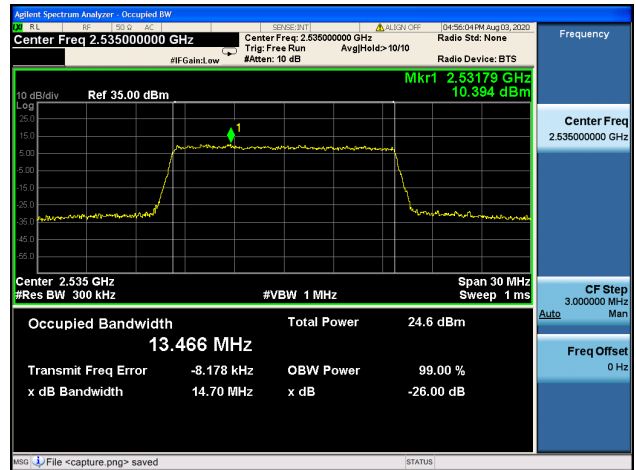 Agilent Spectrum Analyzer - Occupied BW
RL RF 50 Ω AC SENSE:INT ALIGN OFF 04:56:04 PM Aug 03, 2020
Center Freq 2.535000000 GHz
Center Freq: 2.535000000 GHz Radio Std: None
Trig: Free Run Avg|Hold:> 10/10
#IFGain:Low #Atten: 10 dB Radio Device: BTS
Mkr1 2.53179 GHz
10 dB/div Ref 35.00 dBm 10.394 dBm
Log
25.0
15.0
1
5.00
-5.00
-15.0
-25.0
-35.0
-45.0
-55.0
Center 2.535 GHz Span 30 MHz
#Res BW 300 kHz #VBW 1 MHz Sweep 1 ms
Occupied Bandwidth Total Power 24.6 dBm
13.466 MHz
Transmit Freq Error -8.178 kHz OBW Power 99.00 %
x dB Bandwidth 14.70 MHz x dB -26.00 dB
MSG File <capture.png> saved STATUS
Frequency
Center Freq
2.535000000 GHz
CF Step
3.000000 MHz
Auto Man
Freq Offset
0 Hz